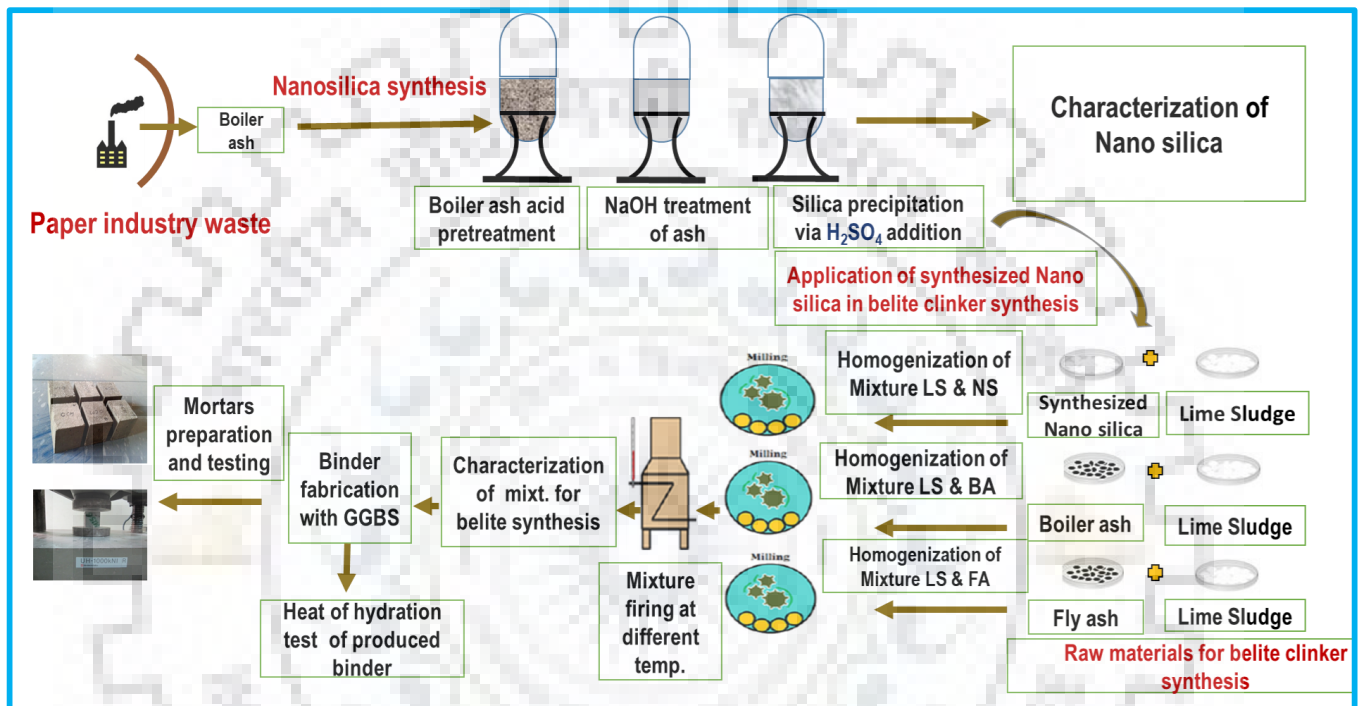 Nanosilica synthesis
Boiler
ash
Paper industry waste
Boiler ash acid
pretreatment
NaOH treatment
of ash
Silica precipitation
via H₂SO₄ addition
Characterization of
Nano silica
Application of synthesized Nano
silica in belite clinker synthesis
Synthesized
Nano silica
Lime Sludge
Boiler ash
Lime Sludge
Fly ash
Lime Sludge
Raw materials for belite clinker
synthesis
Homogenization of
Mixture LS & NS
Homogenization of
Mixture LS & BA
Homogenization of
Mixture LS & FA
Milling
Milling
Milling
Mixture
firing at
different
temp.
Characterization
of mixt. for
belite synthesis
Binder
fabrication
with GGBS
Heat of hydration
test of produced
binder
Mortars
preparation
and testing